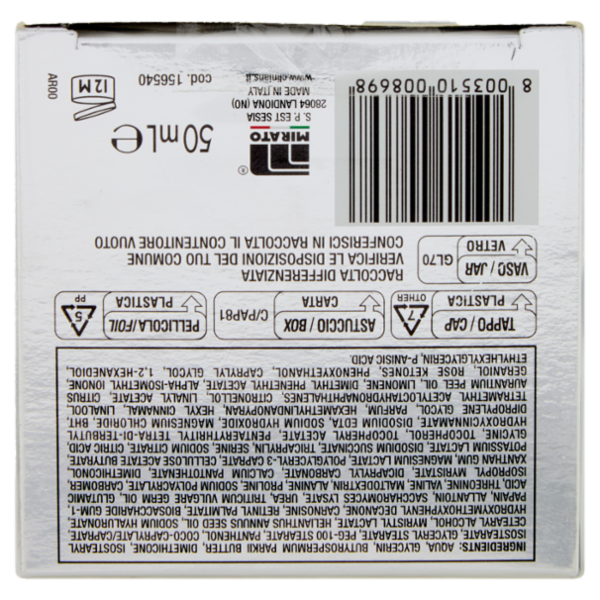 INGREDIENTS: AQUA, GLYCERIN, BUTYROSPERMUM PARKII BUTTER, DIMETHICONE, ISOSTEARYL
ISOSTEARATE, GLYCERYL STEARATE, PEG-100 STEARATE, PANTHENOL, COCO-CAPRYLATE/CAPRATE,
CETEARYL ALCOHOL, MYRISTYL LACTATE, HELIANTHUS ANNUUS SEED OIL, SODIUM HYALURONATE,
HYDROXYMETHOXYPHENYL DECANONE, CARNOSINE, RETINYL PALMITATE, BIOSACCHARIDE GUM-1,
PAPAIN, ALLANTOIN, SACCHAROMYCES LYSATE, UREA, TRITICUM VULGARE GERM OIL, GLUTAMIC
ACID, THREONINE, VALINE, MALTODEXTRIN, ALANINE, PROLINE, SODIUM POLYACRYLATE, CARBOMER,
ISOPROPYL MYRISTATE, DICAPRYL CARBONATE, CALCIUM PANTOTHENATE, DIMETHICONOL,
XANTHAN GUM, MAGNESIUM LACTATE, POLYGLYCERYL-3 CAPRATE, CELLULOSE ACETATE BUTYRATE,
POTASSIUM LACTATE, DISODIUM SUCCINATE, TRICAPRYLIN, SERINE, SODIUM CITRATE, CITRIC ACID,
GLYCINE, TOCOPHEROL, TOCOPHERYL ACETATE, PENTAERYTHRITYL TETRA-DI-TERBUTYL
HYDROXYCINNAMATE, DISODIUM EDTA, SODIUM HYDROXIDE, MAGNESIUM CHLORIDE, BHT,
DIPROPYLENE GLYCOL, PARFUM, HEXAMETHYLINDANOPYRAN, HEXYL CINNAMAL, LINALOOL,
TETRAMETHYL ACETYLOCTAHYDRONAPHTHALENES, CITRONELLOL, LINALYL ACETATE, CITRUS
AURANTIUM PEEL OIL, LIMONENE, DIMETHYL PHENETHYL ACETATE, ALPHA-ISOMETHYL IONONE,
GERANIOL, ROSE KETONES, PHENOXYETHANOL, CAPRYLYL GLYCOL, 1,2-HEXANEDIOL,
ETHYLHEXYLGLYCERIN, P-ANISIC ACID.
TAPPO / CAP
PLASTICA
7
OTHER
ASTUCCIO / BOX
CARTA
C/PAP81
PELLICOLA /FOIL
PLASTICA
5
PP
VASO / JAR
VETRO
GL70
RACCOLTA DIFFERENZIATA
VERIFICA LE DISPOSIZIONI DEL TUO COMUNE
CONFERISCI IN RACCOLTA IL CONTENITORE VUOTO
8 003510 008698
®
MIRATO
S. P. EST SESIA
28064 LANDIONA (NO)
MADE IN ITALY
www.clinians.it
50 mL e
cod. 156540
12 M
AR00